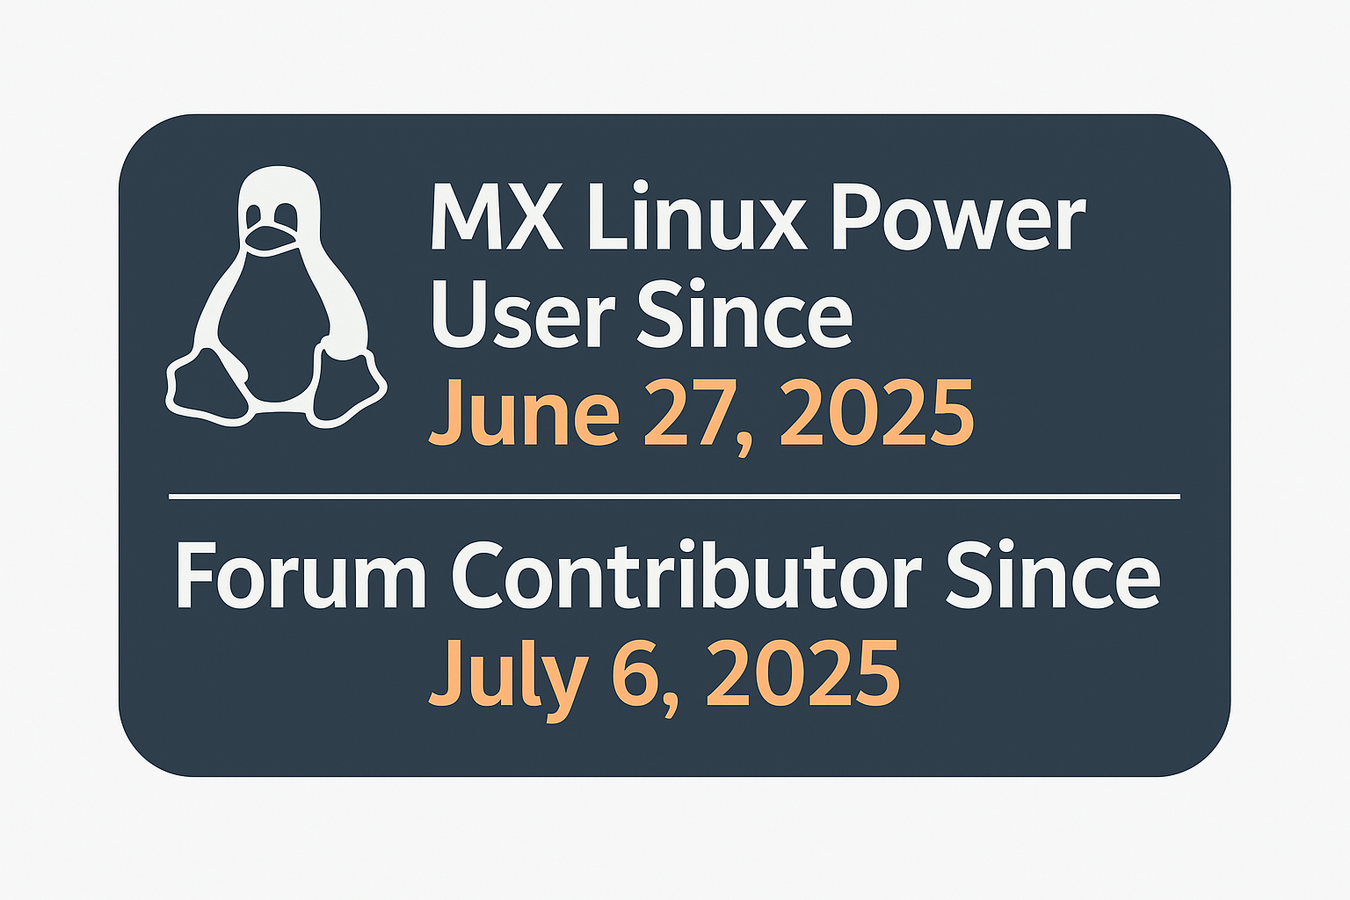 MX Linux Power
User Since
June 27, 2025
Forum Contributor Since
July 6, 2025